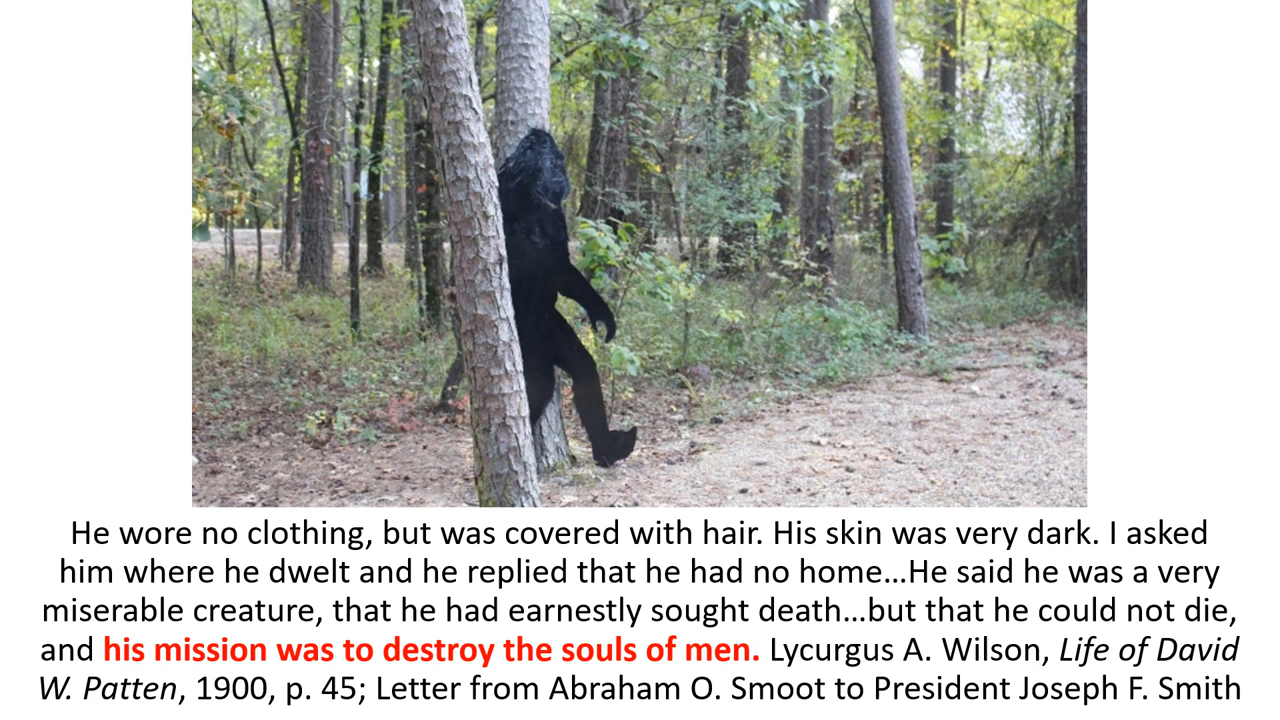 He wore no clothing, but was covered with hair. His skin was very dark. I asked
him where he dwelt and he replied that he had no home…He said he was a very
miserable creature, that he had earnestly sought death…but that he could not die,
and his mission was to destroy the souls of men. Lycurgus A. Wilson, Life of David
W. Patten, 1900, p. 45; Letter from Abraham O. Smoot to President Joseph F. Smith